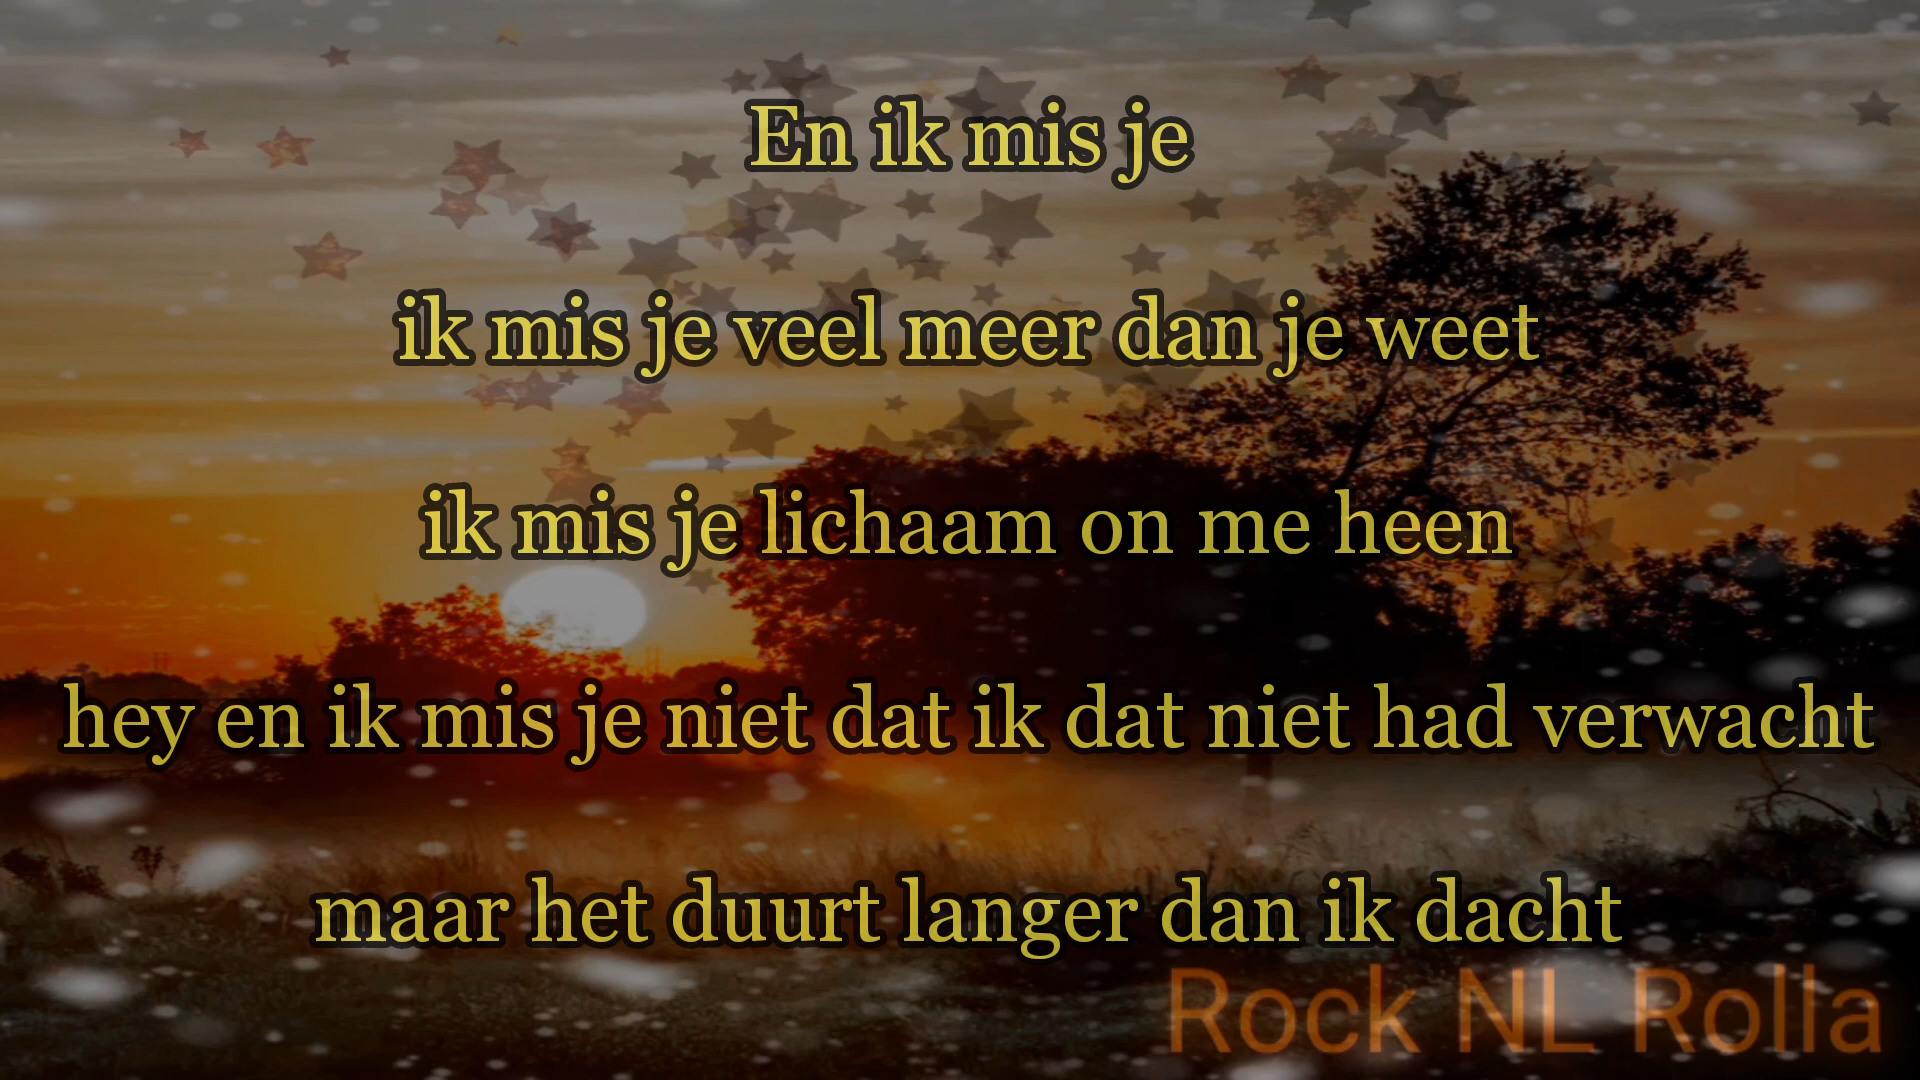 En ik mis je
ik mis je veel meer dan je weet
ik mis je lichaam on me heen
hey en ik mis je niet dat ik dat niet had verwacht
maar het duurt langer dan ik dacht
Rock NL Rolla